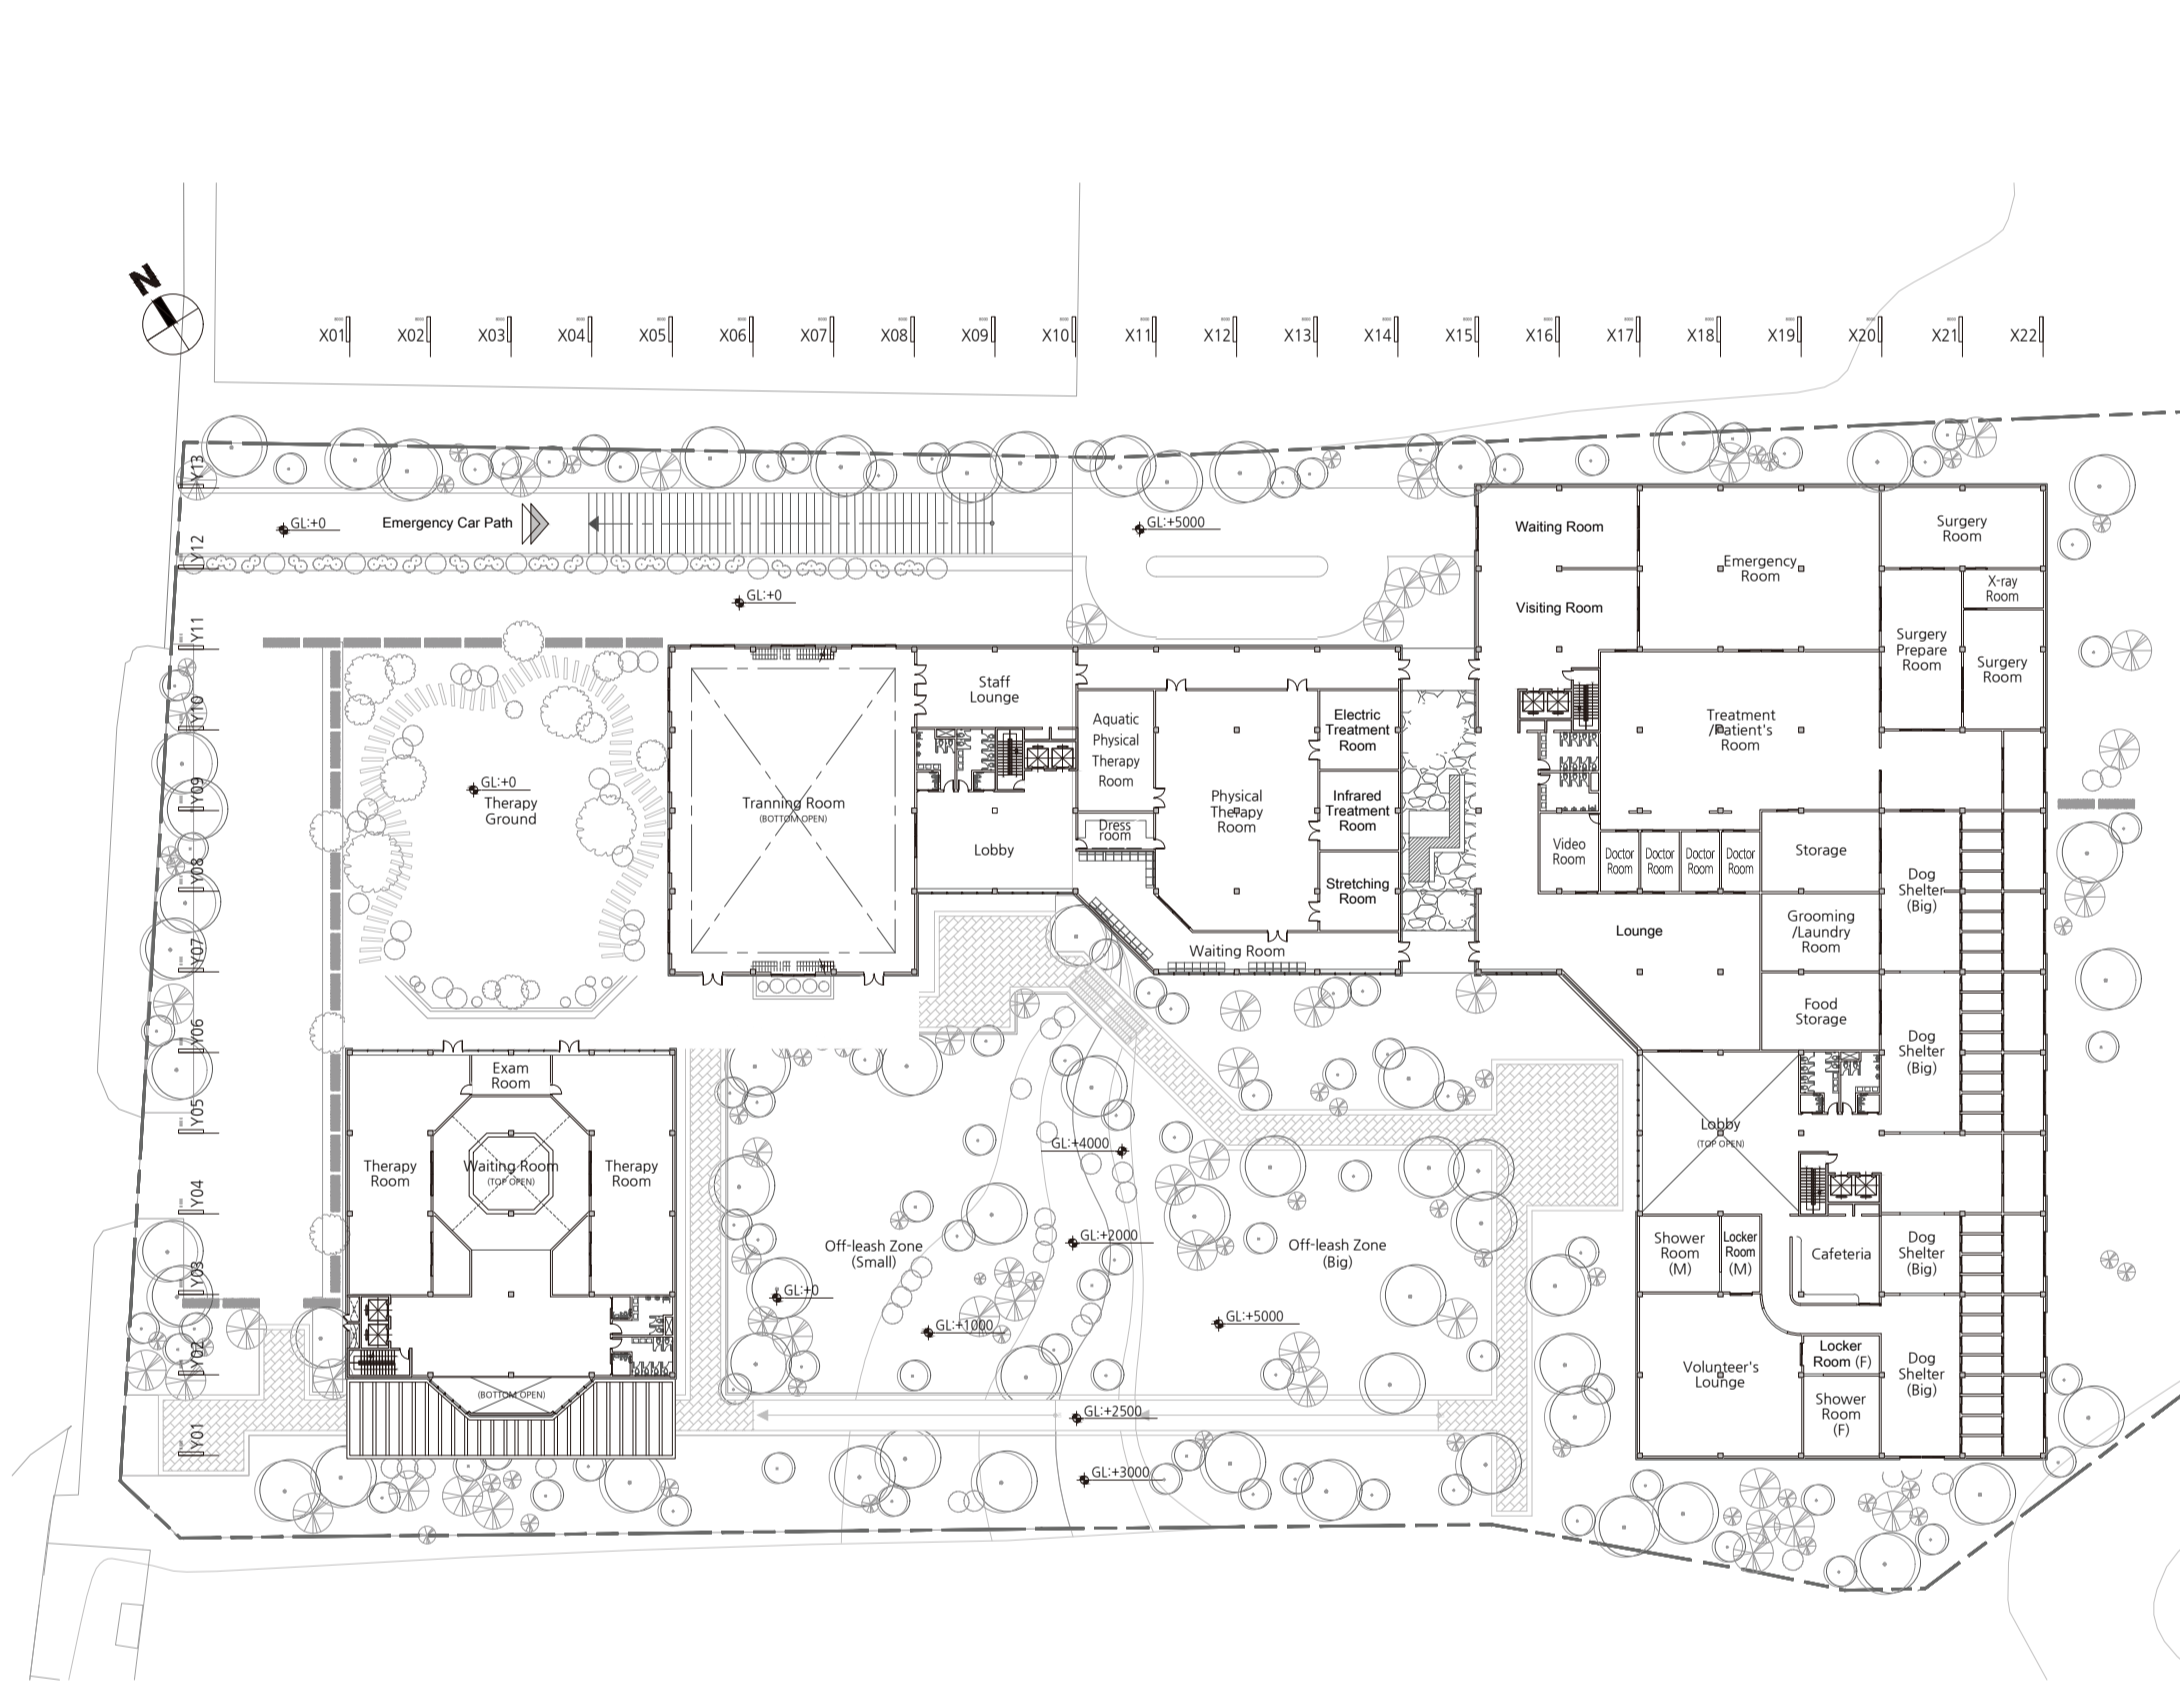 N
X01
X02
X03
X04
X05
X06
X07
X08
X09
X10
X11
X12
X13
X14
X15
X16
X17
X18
X19
X20
X21
X22
Y13
Y12
Y11
Y10
Y09
Y08
Y07
Y06
Y05
Y04
Y03
Y02
Y01
GL:+0
Emergency Car Path
GL:+5000
GL:+0
Waiting Room
Visiting Room
Emergency
Room
Surgery
Room
X-ray
Room
Surgery
Prepare
Room
Surgery
Room
GL:+0
Therapy
Ground
Tranning Room
(BOTTOM OPEN)
Staff
Lounge
Lobby
Aquatic
Physical
Therapy
Room
Dress
room
Physical
Therapy
Room
Electric
Treatment
Room
Infrared
Treatment
Room
Stretching
Room
Waiting Room
Treatment
/Patient's
Room
Video
Room
Doctor
Room
Doctor
Room
Doctor
Room
Doctor
Room
Storage
Dog
Shelter
(Big)
Lounge
Grooming
/Laundry
Room
Food
Storage
Dog
Shelter
(Big)
Exam
Room
Therapy
Room
Waiting Room
(TOP OPEN)
Therapy
Room
(BOTTOM OPEN)
GL:+4000
GL:+2000
Off-leash Zone
(Small)
Off-leash Zone
(Big)
GL:+0
GL:+1000
GL:+5000
GL:+2500
GL:+3000
Lobby
(TOP OPEN)
Shower
Room
(M)
Locker
Room
(M)
Cafeteria
Dog
Shelter
(Big)
Volunteer's
Lounge
Locker
Room (F)
Shower
Room
(F)
Dog
Shelter
(Big)